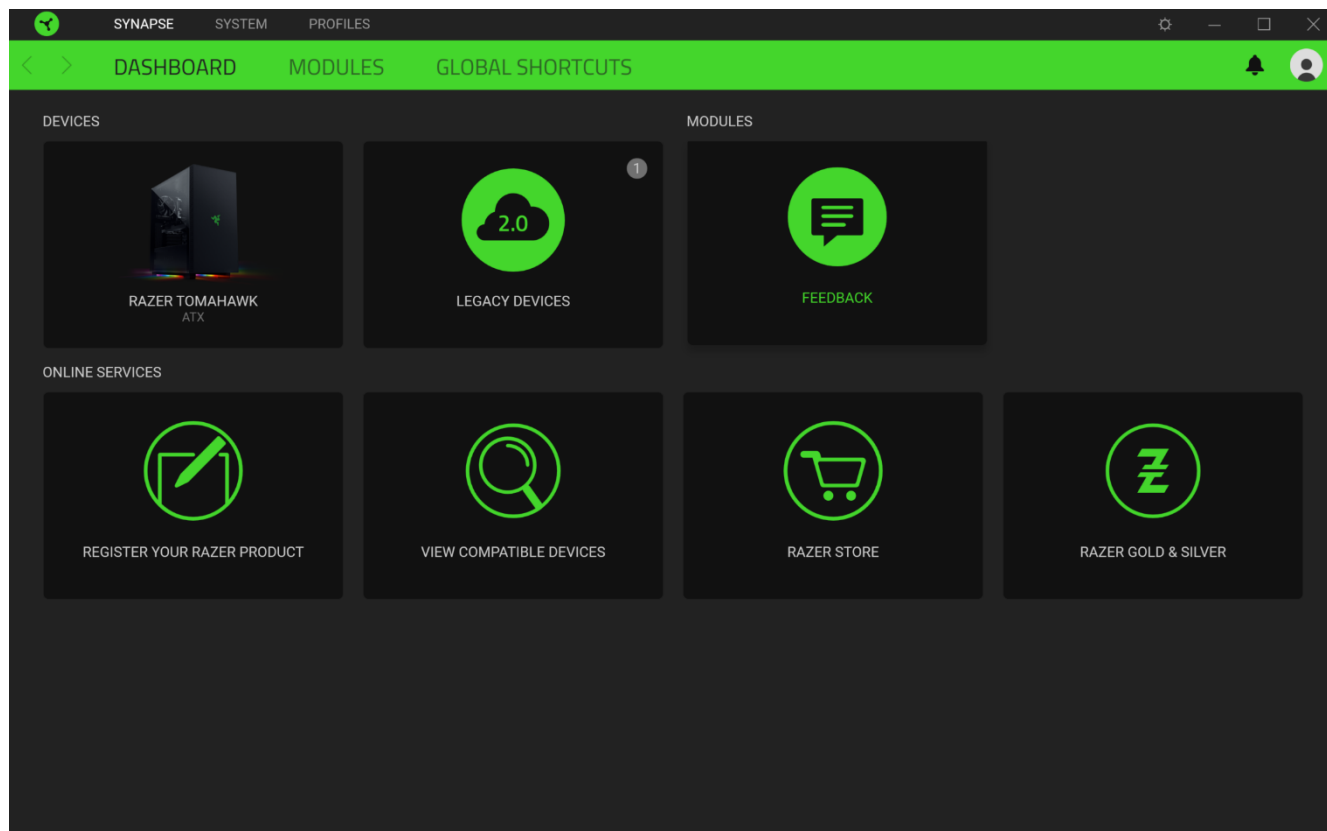 SYNAPSE SYSTEM PROFILES
DASHBOARD MODULES GLOBAL SHORTCUTS
DEVICES
MODULES
1
2.0
RAZER TOMAHAWK
ATX
LEGACY DEVICES
FEEDBACK
ONLINE SERVICES
REGISTER YOUR RAZER PRODUCT
VIEW COMPATIBLE DEVICES
RAZER STORE
RAZER GOLD & SILVER